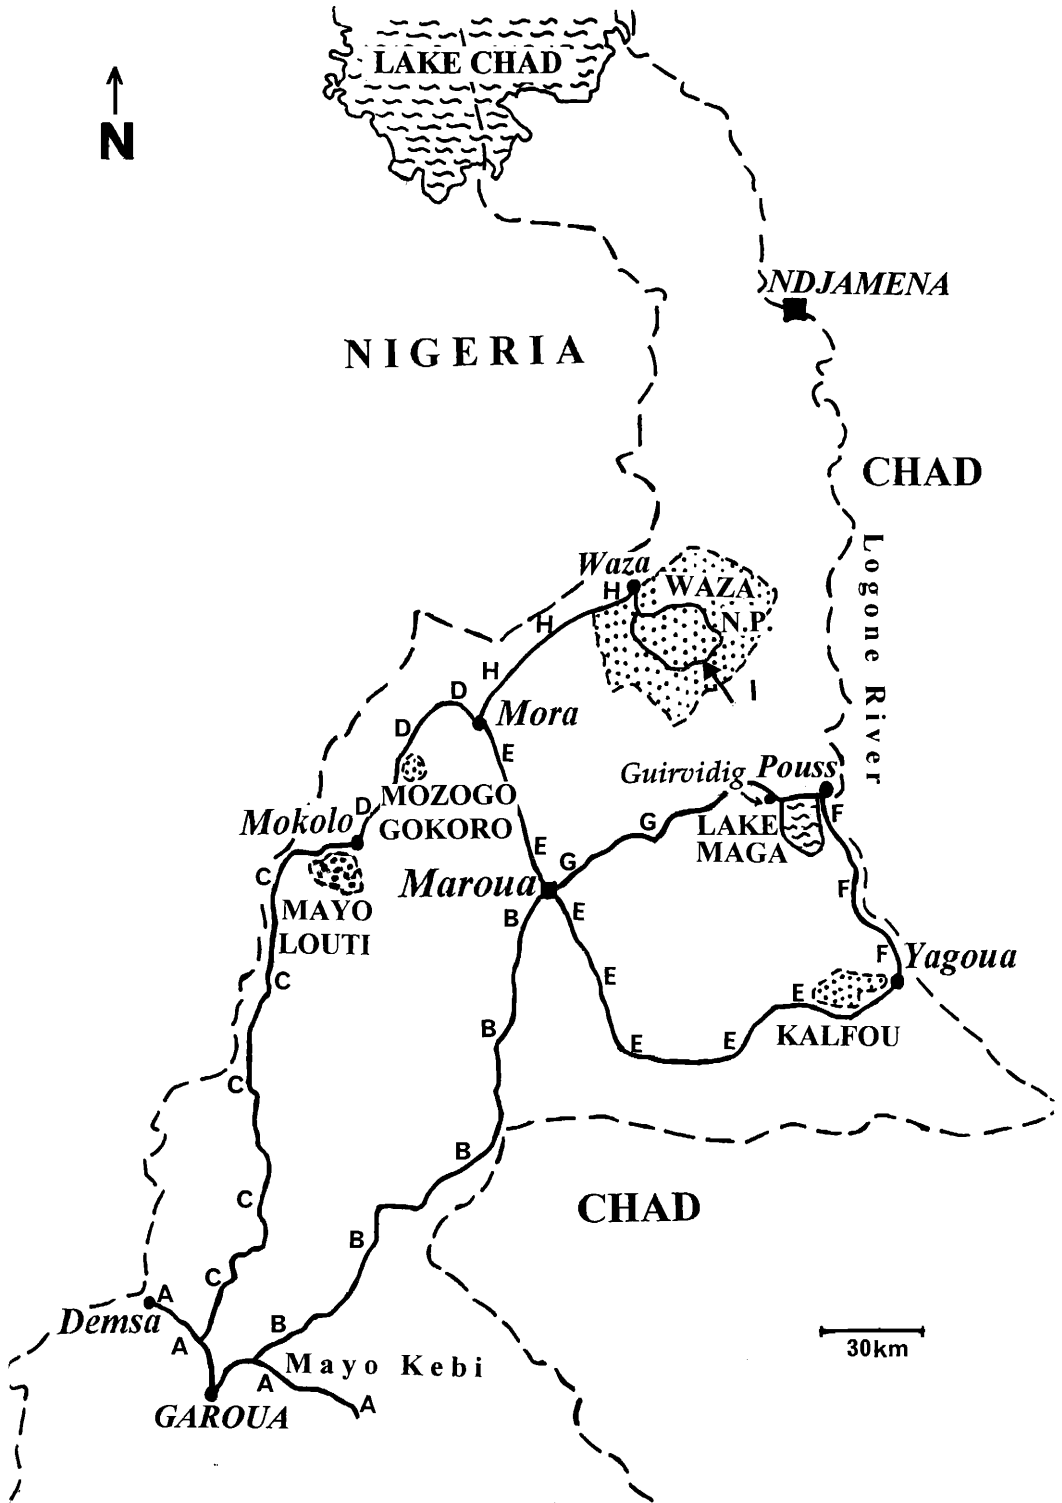 LAKE CHAD
N
NDJAMENA
NIGERIA
CHAD
Logone River
Waza
WAZA
N.P.
H
H
H
I
D
D
D
Mora
E
MOZOGO
GOKORO
Guirvidig
Pouss
Mokolo
G
LAKE
MAGA
F
E
G
C
Maroua
F
MAYO
LOUTI
B
E
F
Yagoua
C
E
E
KALFOU
B
E
E
C
B
C
CHAD
B
C
A
Demsa
A
B
30km
Mayo Kebi
A
A
GAROUA